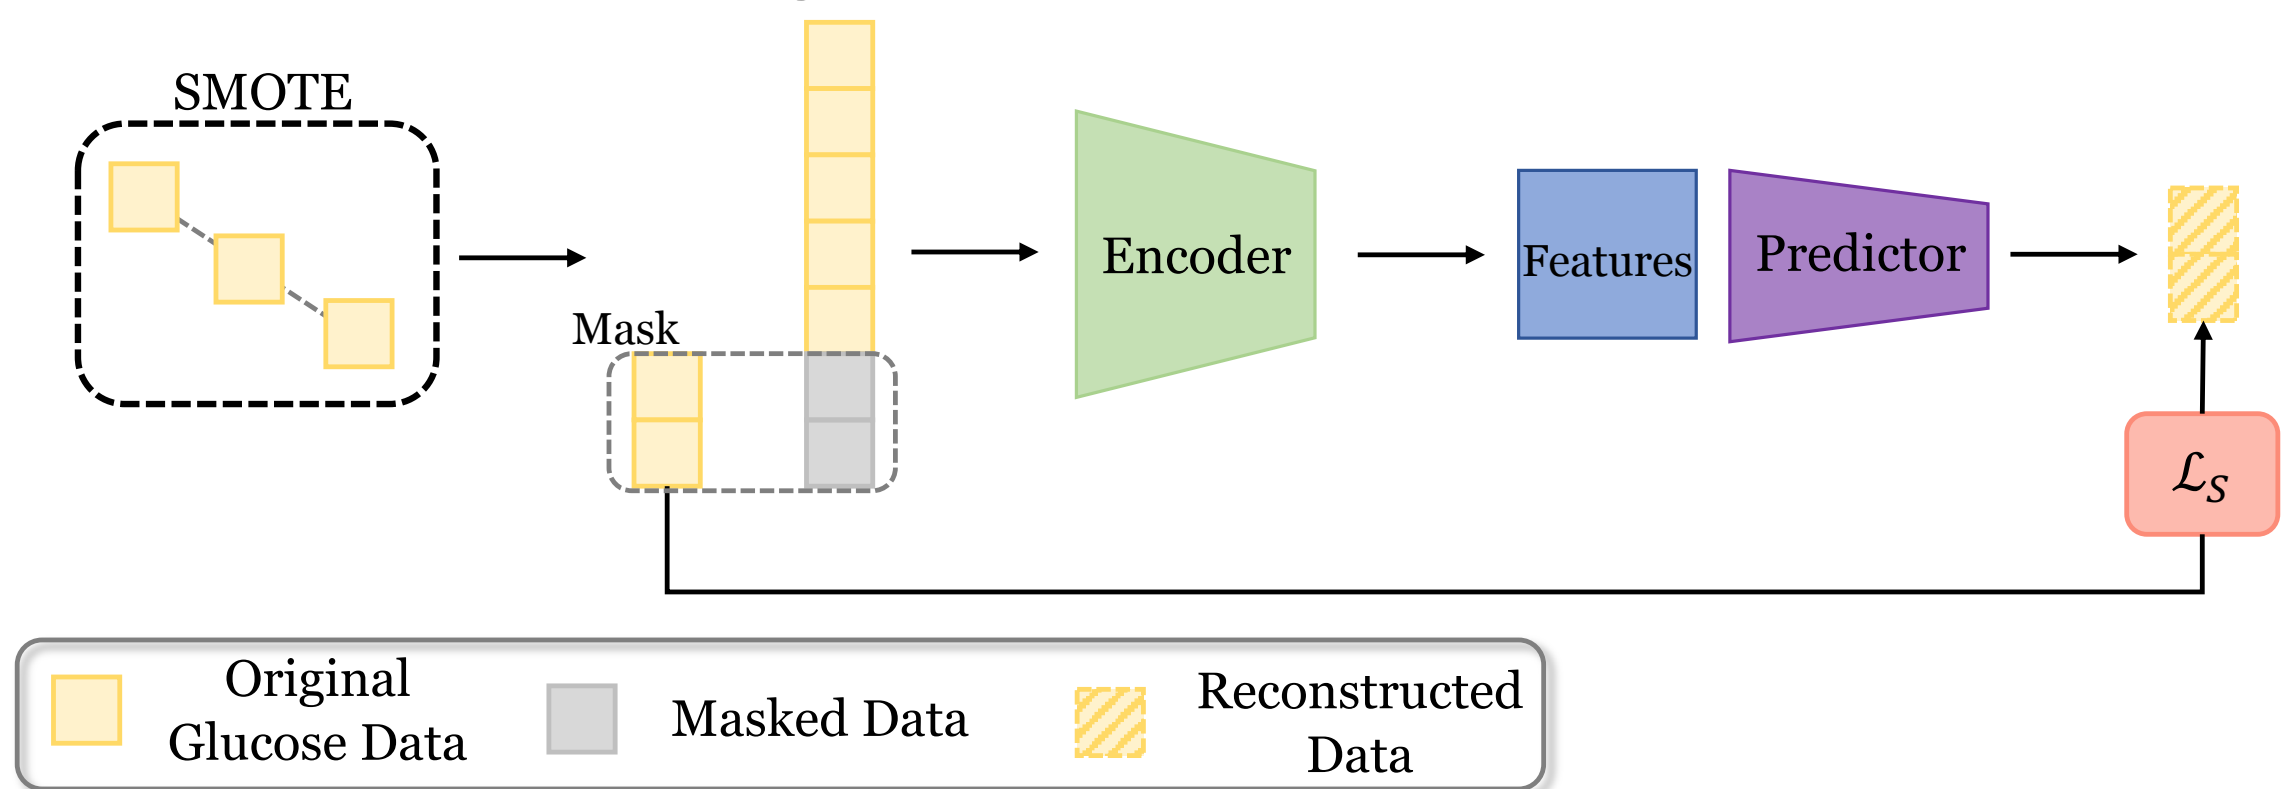 SMOTE
Mask
Encoder
Features
Predictor
ℒS
Original
Glucose Data
Masked Data
Reconstructed
Data